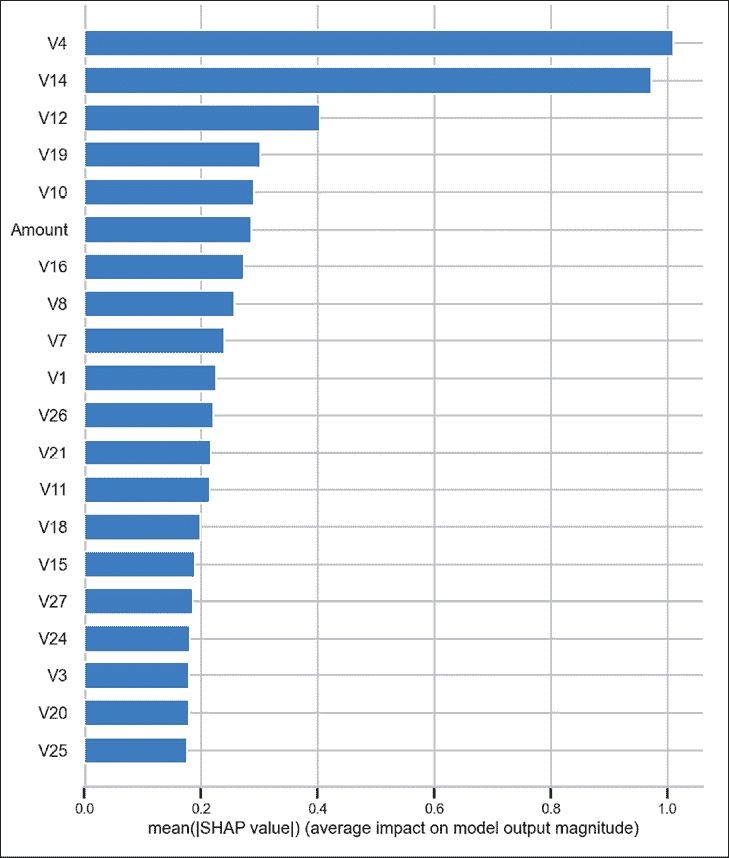 V4
V14
V12
V19
V10
Amount
V16
V8
V7
V1
V26
V21
V11
V18
V15
V27
V24
V3
V20
V25
0.0 0.2 0.4 0.6 0.8 1.0
mean(|SHAP value|) (average impact on model output magnitude)